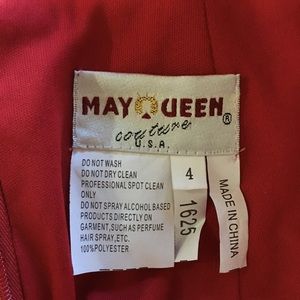 MAY QUEEN ®
couture
U.S.A.
DO NOT WASH
DO NOT DRY CLEAN
PROFESSIONAL SPOT CLEAN
ONLY
DO NOT SPRAY ALCOHOL BASED
PRODUCTS DIRECTLY ON
GARMENT, SUCH AS PERFUME
HAIR SPRAY, ETC.
100%POLYESTER
4
1625
MADE IN CHINA